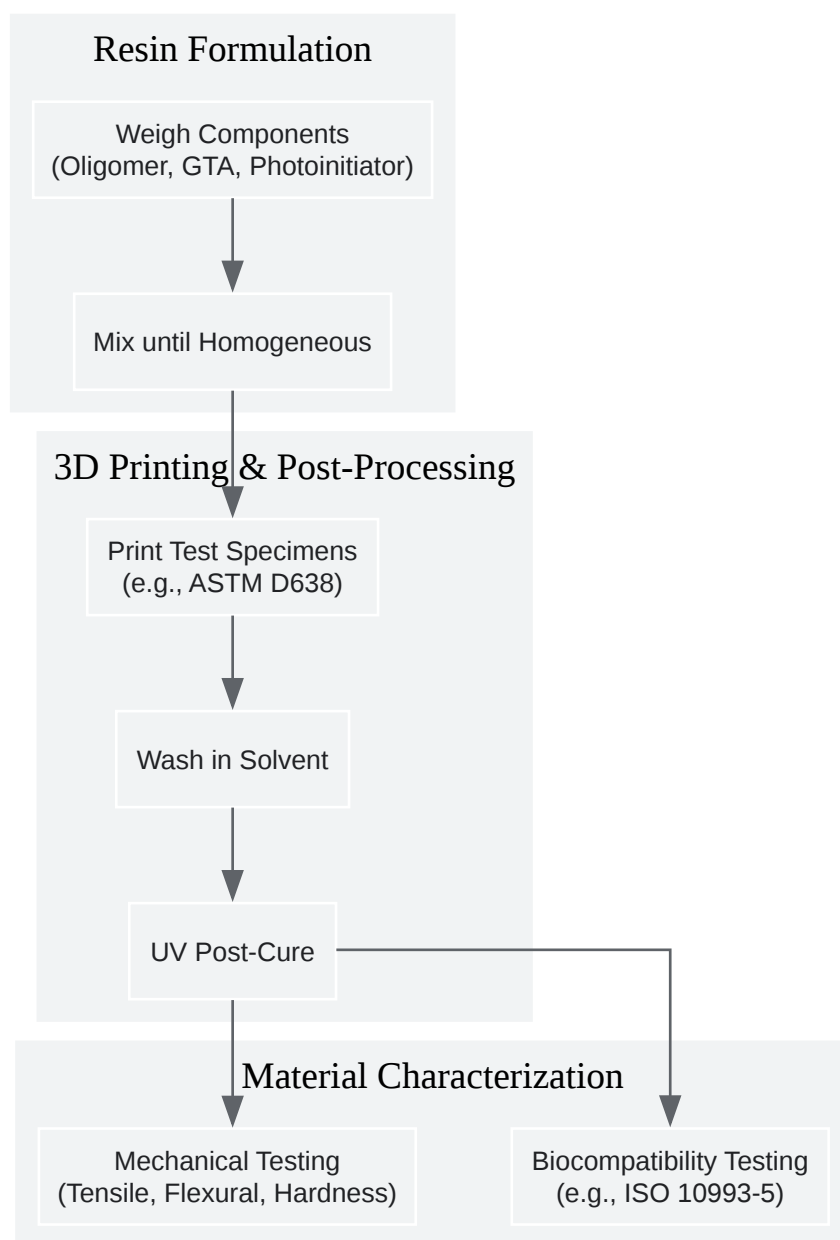 Resin Formulation
Weigh Components
(Oligomer, GTA, Photoinitiator)
Mix until Homogeneous
3D Printing & Post-Processing
Print Test Specimens
(e.g., ASTM D638)
Wash in Solvent
UV Post-Cure
Material Characterization
Mechanical Testing
(Tensile, Flexural, Hardness)
Biocompatibility Testing
(e.g., ISO 10993-5)